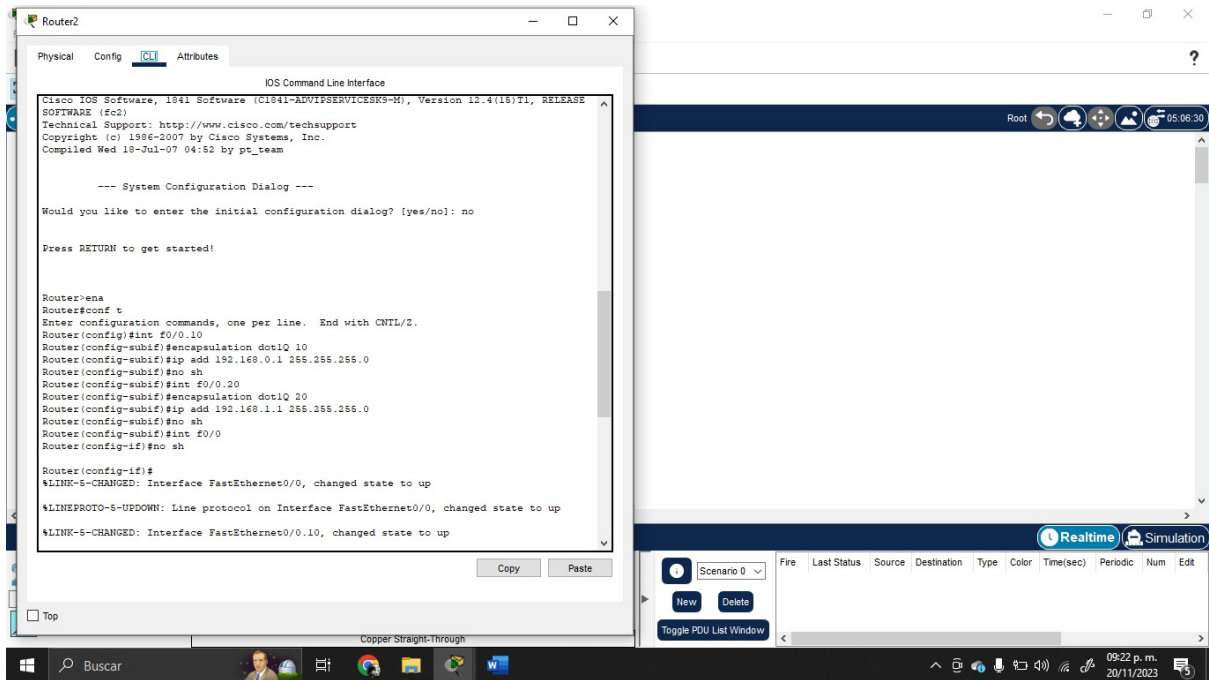 Router2
Physical Config CLI Attributes
IOS Command Line Interface
Cisco IOS Software, 1841 Software (C1841-ADVIPSERVICESK9-M), Version 12.4(15)T1, RELEASE
SOFTWARE (fc2)
Technical Support: http://www.cisco.com/techsupport
Copyright (c) 1986-2007 by Cisco Systems, Inc.
Compiled Wed 18-Jul-07 04:52 by pt_team
--- System Configuration Dialog ---
Would you like to enter the initial configuration dialog? [yes/no]: no
Press RETURN to get started!
Router>ena
Router#conf t
Enter configuration commands, one per line.  End with CNTL/Z.
Router(config)#int f0/0.10
Router(config-subif)#encapsulation dot1Q 10
Router(config-subif)#ip add 192.168.0.1 255.255.255.0
Router(config-subif)#no sh
Router(config-subif)#int f0/0.20
Router(config-subif)#encapsulation dot1Q 20
Router(config-subif)#ip add 192.168.1.1 255.255.255.0
Router(config-subif)#no sh
Router(config-subif)#int f0/0
Router(config-if)#no sh
Router(config-if)#
%LINK-5-CHANGED: Interface FastEthernet0/0, changed state to up
%LINEPROTO-5-UPDOWN: Line protocol on Interface FastEthernet0/0, changed state to up
%LINK-5-CHANGED: Interface FastEthernet0/0.10, changed state to up
Copy Paste
Top
?
Root 05:06:30
Realtime Simulation
Scenario 0
New Delete
Toggle PDU List Window
Fire Last Status Source Destination Type Color Time(sec) Periodic Num Edit
Copper Straight-Through
Buscar
09:22 p. m.
20/11/2023
5